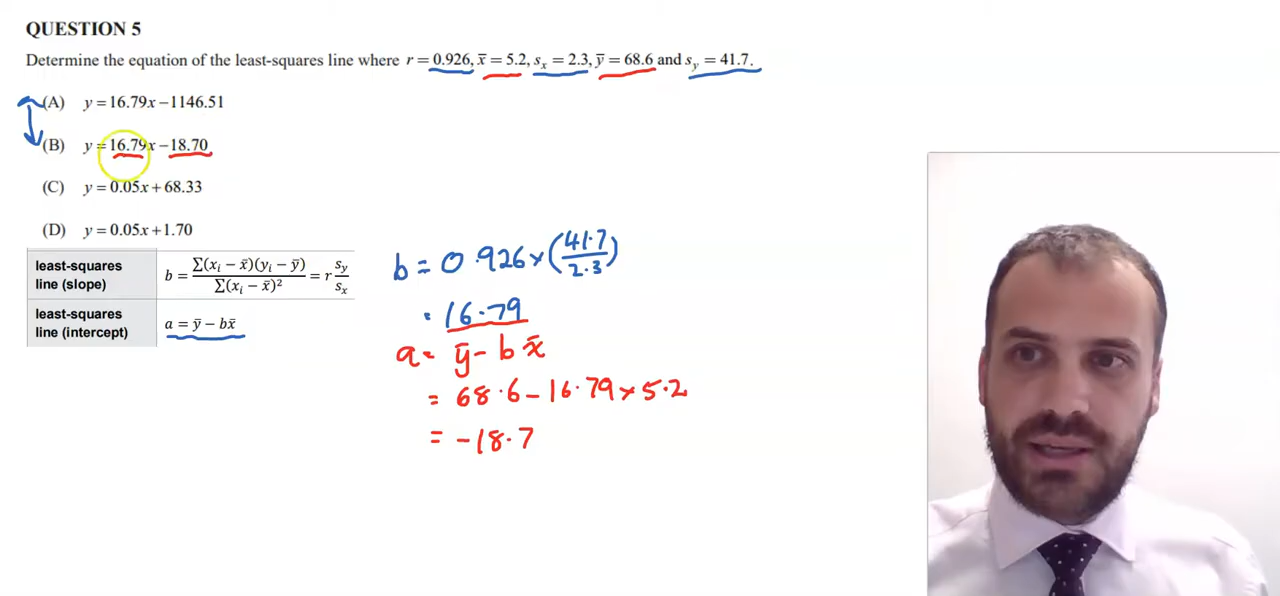 QUESTION 5
Determine the equation of the least-squares line where r = 0.926, x̄ = 5.2, sₓ = 2.3, ȳ = 68.6 and s_y = 41.7.
(A) y = 16.79x − 1146.51
(B) y = 16.79x − 18.70
(C) y = 0.05x + 68.33
(D) y = 0.05x + 1.70
least-squares line (slope) b = Σ(xᵢ − x̄)(yᵢ − ȳ) / Σ(xᵢ − x̄)² = r s_y / sₓ
least-squares line (intercept) a = ȳ − bx̄
b = 0.926 × (41.7 / 2.3)
= 16.79
a = ȳ − b x̄
= 68.6 − 16.79 × 5.2
= −18.7